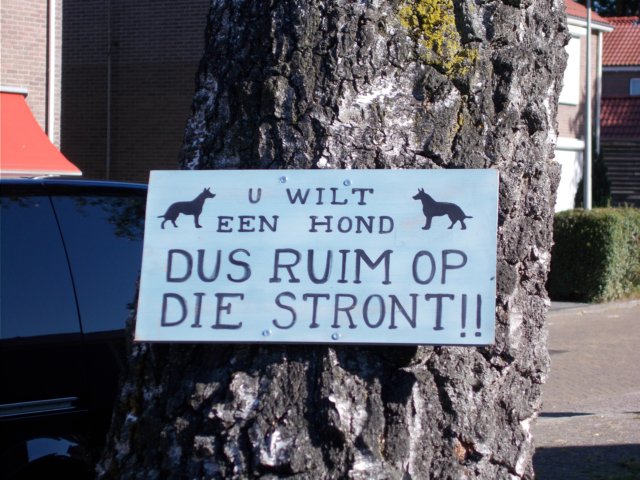 U WILT
EEN HOND
DUS RUIM OP
DIE STRONT!!